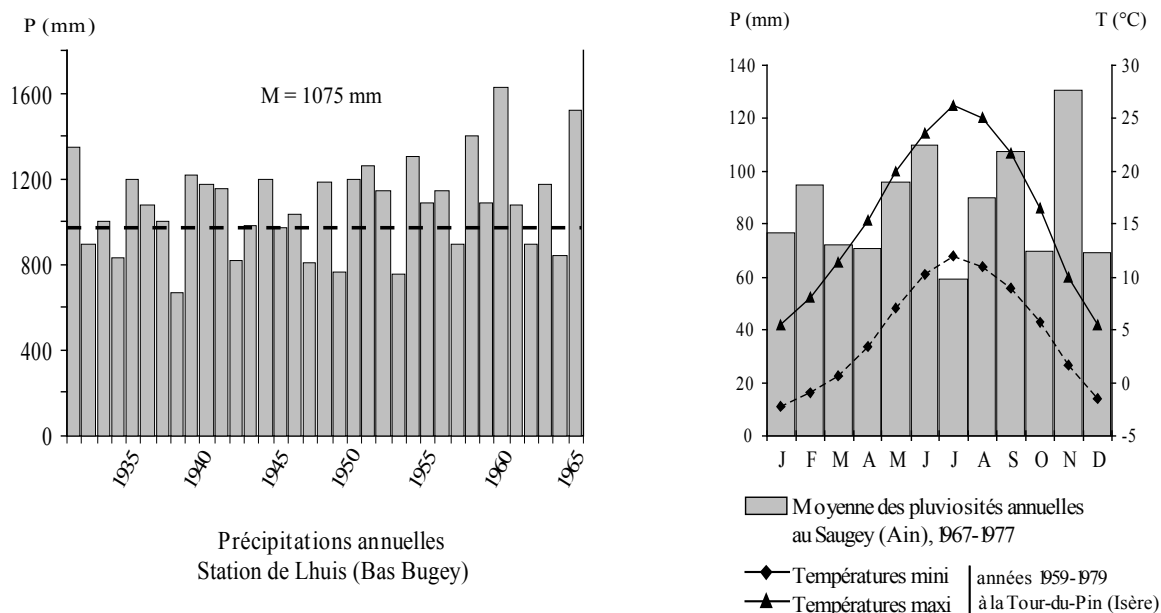 P (mm)
1600
1200
800
400
0
M = 1075 mm
1935
1940
1945
1950
1955
1960
1965
Précipitations annuelles
Station de Lhuis (Bas Bugey)
P (mm)
T (°C)
140
120
100
80
60
40
20
0
30
25
20
15
10
5
0
-5
J F M A M J J A S O N D
Moyenne des pluviosités annuelles
au Saugey (Ain), 1967-1977
Températures mini
Températures maxi
années 1959-1979
à la Tour-du-Pin (Isère)